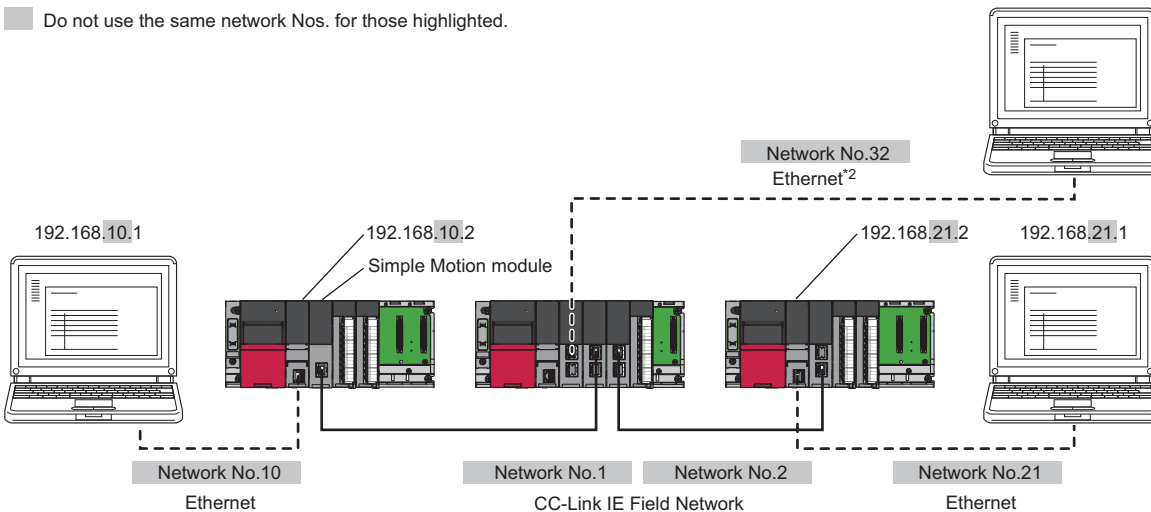 Do not use the same network Nos. for those highlighted.
Network No.32
Ethernet*2
192.168.10.1
192.168.10.2
192.168.21.2
192.168.21.1
Simple Motion module
Network No.10
Network No.1
Network No.2
Network No.21
Ethernet
CC-Link IE Field Network
Ethernet